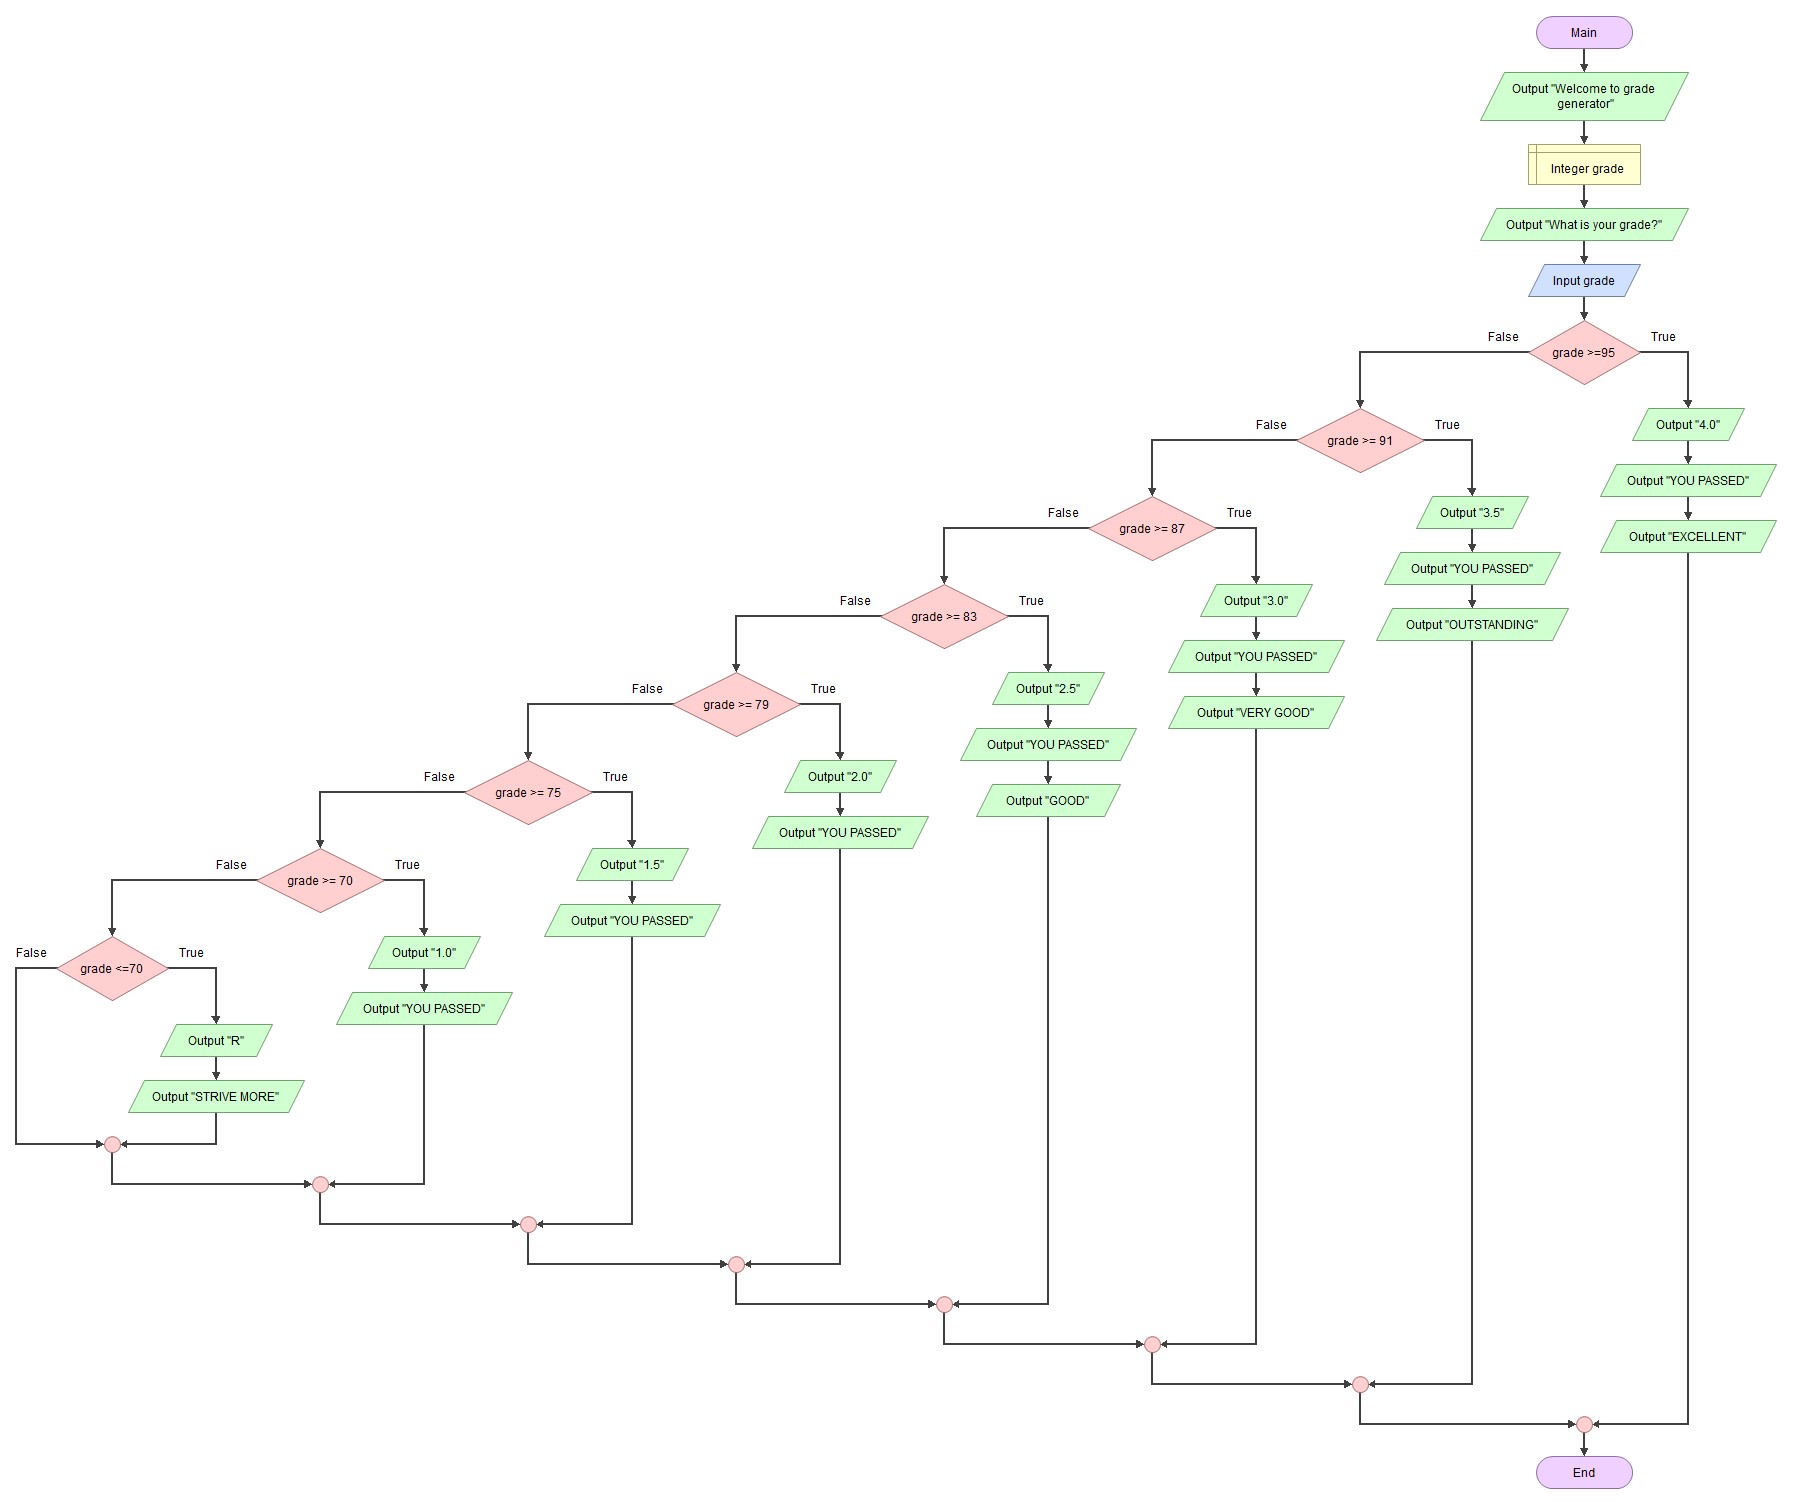 Main
Output "Welcome to grade
generator"
Integer grade
Output "What is your grade?"
Input grade
False
True
grade >=95
False
True
Output "4.0"
grade >= 91
Output "YOU PASSED"
False
True
Output "3.5"
grade >= 87
Output "EXCELLENT"
Output "YOU PASSED"
False
True
Output "3.0"
grade >= 83
Output "OUTSTANDING"
Output "YOU PASSED"
False
True
Output "2.5"
grade >= 79
Output "VERY GOOD"
Output "YOU PASSED"
False
True
Output "2.0"
grade >= 75
Output "GOOD"
Output "YOU PASSED"
False
True
Output "1.5"
grade >= 70
Output "YOU PASSED"
False
True
Output "1.0"
grade <=70
Output "YOU PASSED"
Output "R"
Output "STRIVE MORE"
End